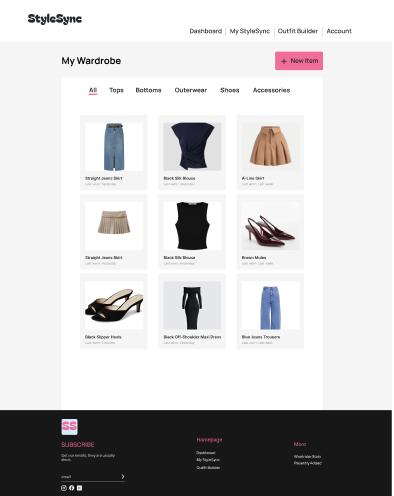 StyleSync
Dashboard | My StyleSync | Outfit Builder | Account
My Wardrobe
+ New Item
All Tops Bottoms Outerwear Shoes Accessories
Straight Jeans Skirt
Last worn: Yesterday
Black Silk Blouse
Last worn: Yesterday
A-Line Skirt
Last worn: Last week
Straight Jeans Skirt
Last worn: Yesterday
Black Silk Blouse
Last worn: Yesterday
Brown Mules
Last worn: Last week
Black Slipper Heels
Last worn:
Black Off-Shoulder Maxi Dress
Last worn: Yesterday
Blue Jeans Trousers
Last worn: Last week
SS
SUBSCRIBE
Get our emails, they are usually
short.
email
Homepage
Dashboard
My StyleSync
Outfit Builder
More
Wardrobe Stats
Recently Added